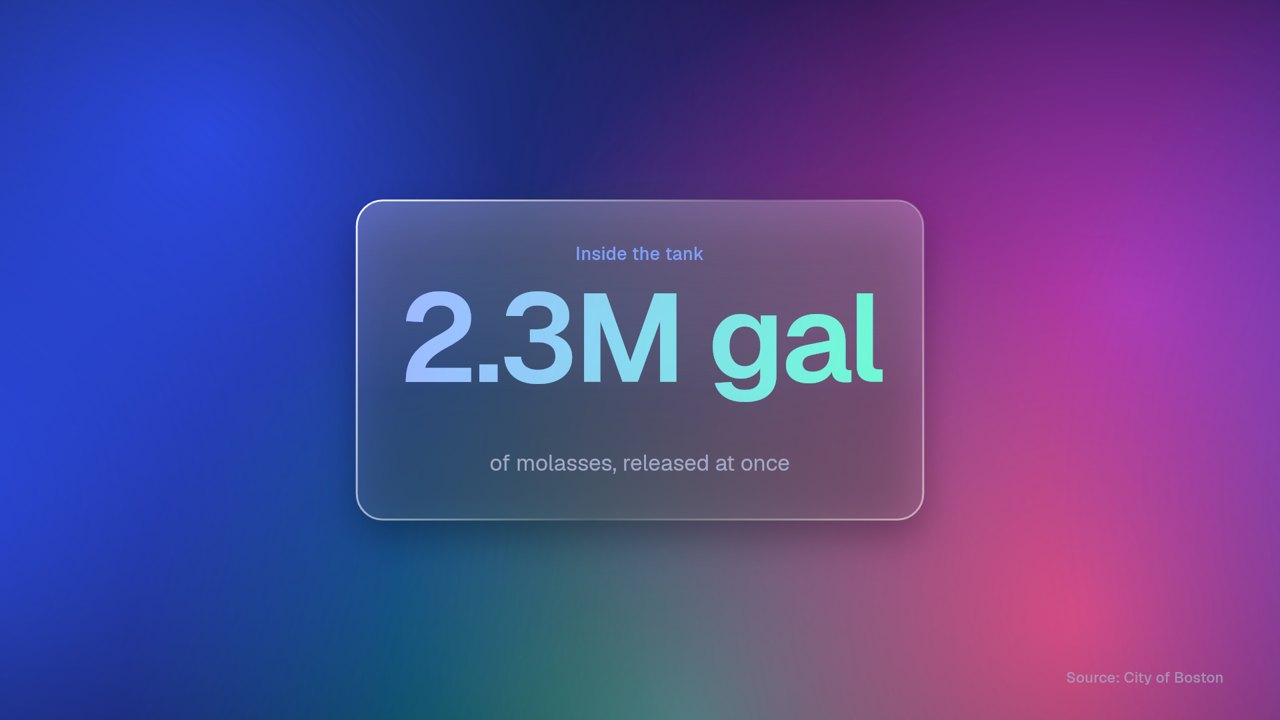 Inside the tank
2.3M gal
of molasses, released at once
Source: City of Boston